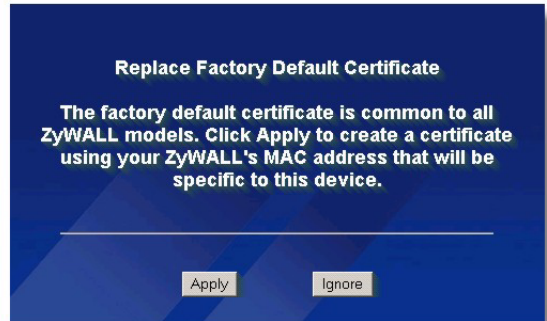 Replace Factory Default Certificate
The factory default certificate is common to all
ZyWALL models. Click Apply to create a certificate
using your ZyWALL's MAC address that will be
specific to this device.
Apply
Ignore